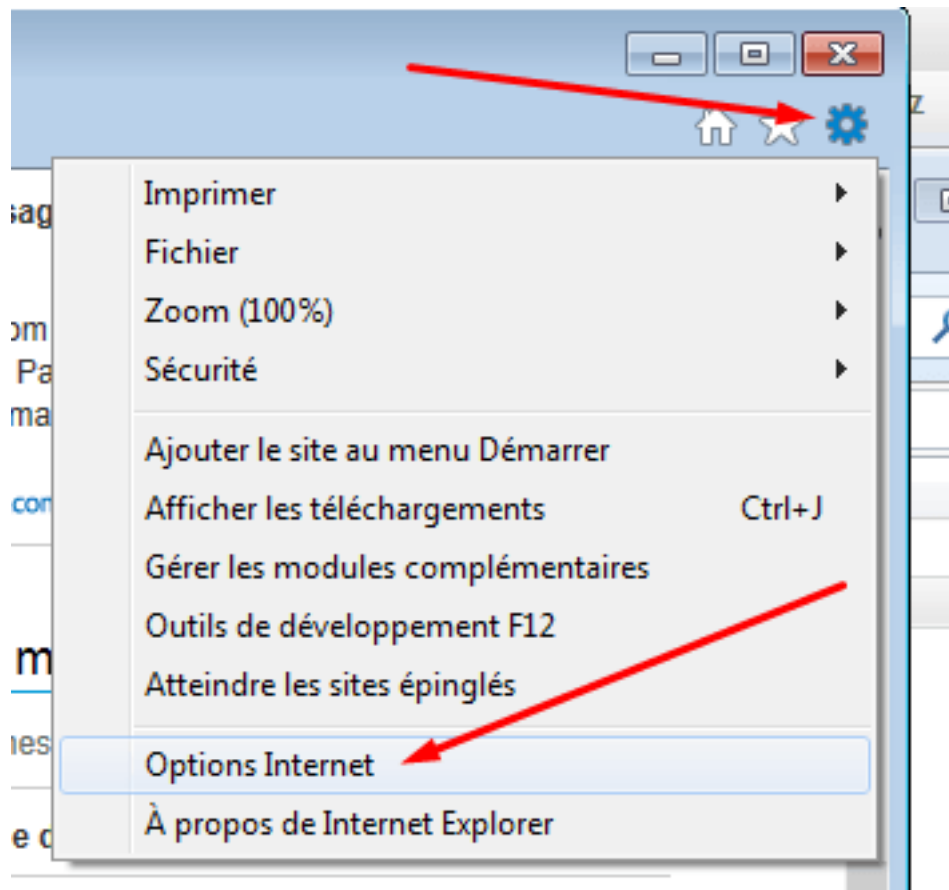 Imprimer
Fichier
Zoom (100%)
Sécurité
Ajouter le site au menu Démarrer
Afficher les téléchargements Ctrl+J
Gérer les modules complémentaires
Outils de développement F12
Atteindre les sites épinglés
Options Internet
À propos de Internet Explorer